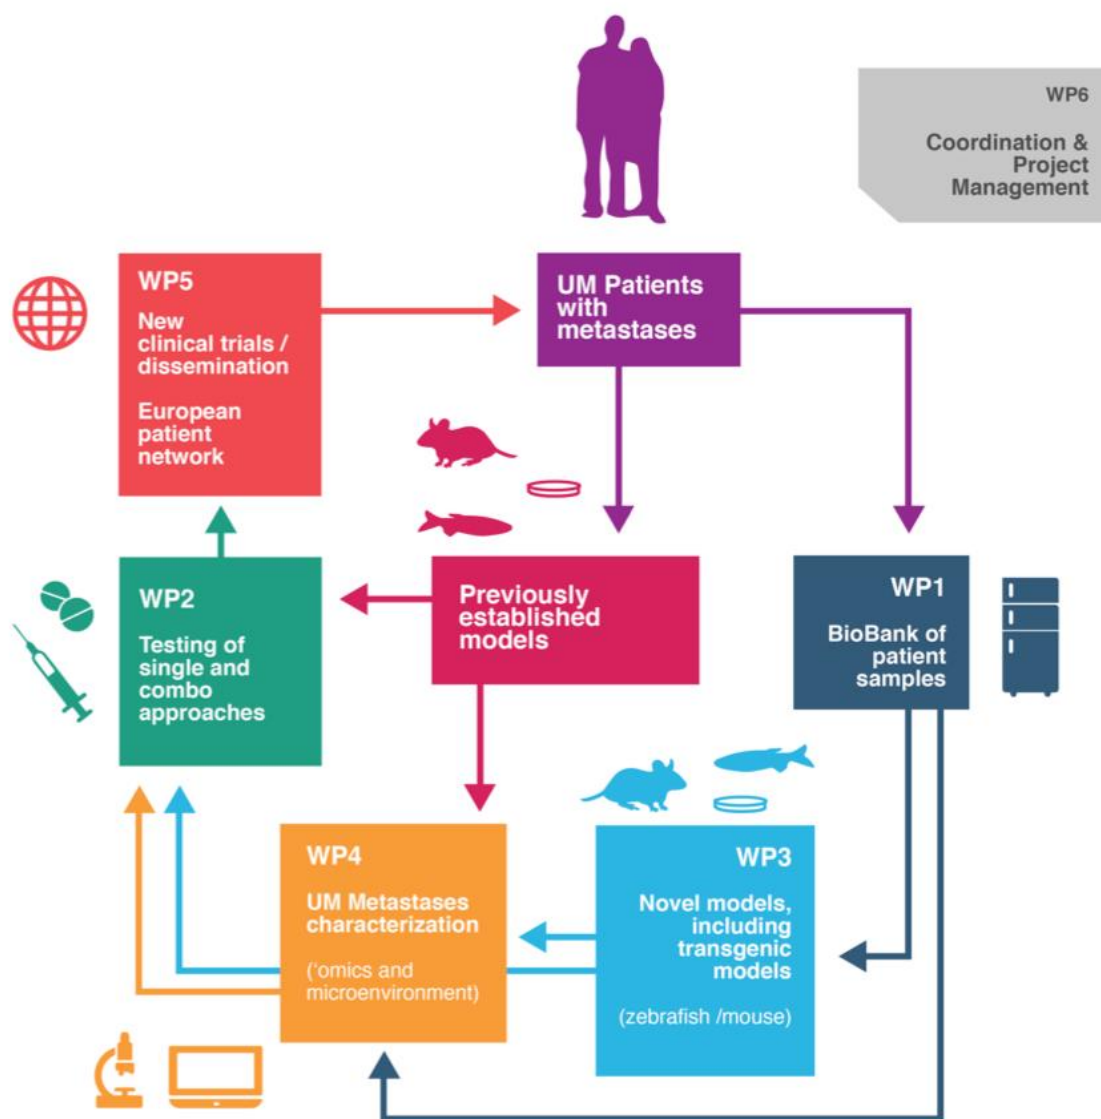 WP6
Coordination &
Project
Management
WP5
New
clinical trials /
dissemination
European
patient
network
UM Patients
with
metastases
WP2
Testing of
single and
combo
approaches
Previously
established
models
WP1
BioBank of
patient
samples
WP4
UM Metastases
characterization
('omics and
microenvironment)
WP3
Novel models,
including
transgenic
models
(zebrafish /mouse)